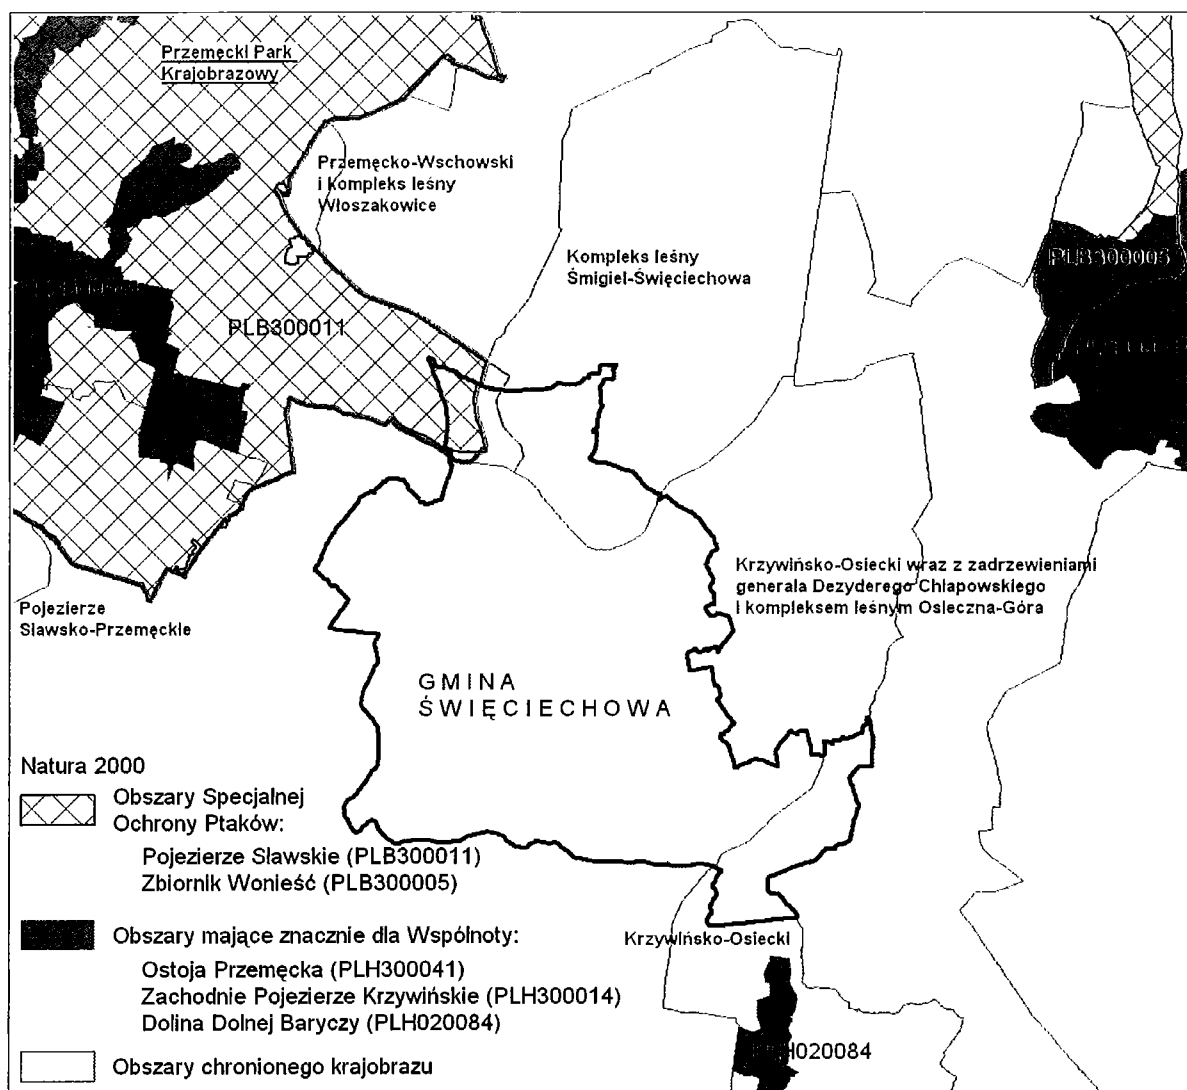 Przemęcki Park
Krajobrazowy
Przemęcko-Wschowski
i kompleks leśny
Włoszakowice
Kompleks leśny
Śmigiel-Święciechowa
PLB300005
PLB300011
Krzywińsko-Osiecki wraz z zadrzewieniami
generała Dezyderego Chłapowskiego
i kompleksem leśnym Osieczna-Góra
Pojezierze
Sławsko-Przemęckie
GMINA
ŚWIĘCIECHOWA
Natura 2000
Obszary Specjalnej
Ochrony Ptaków:
Pojezierze Sławskie (PLB300011)
Zbiornik Wonieść (PLB300005)
Obszary mające znacznie dla Wspólnoty:
Ostoja Przemęcka (PLH300041)
Zachodnie Pojezierze Krzywińskie (PLH300014)
Dolina Dolnej Baryczy (PLH020084)
Obszary chronionego krajobrazu
Krzywińsko-Osiecki
PLH020084